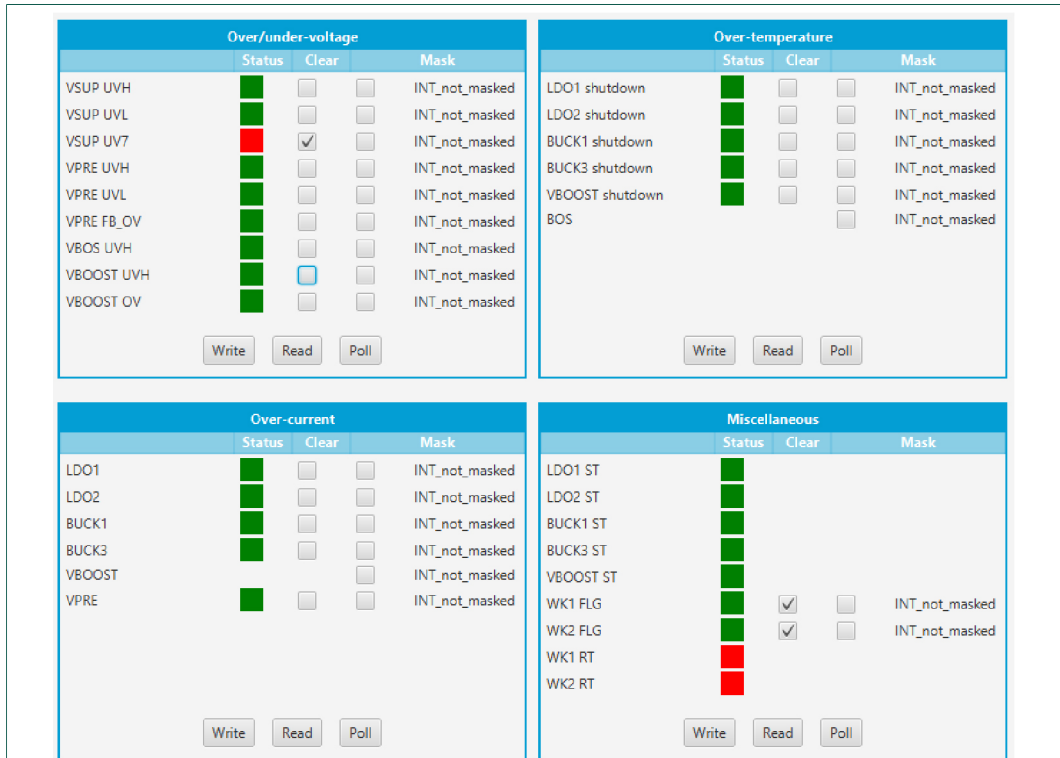 Over/under-voltage
Status Clear Mask
VSUP UVH INT_not_masked
VSUP UVL INT_not_masked
VSUP UV7 INT_not_masked
VPRE UVH INT_not_masked
VPRE UVL INT_not_masked
VPRE FB_OV INT_not_masked
VBOS UVH INT_not_masked
VBOOST UVH INT_not_masked
VBOOST OV INT_not_masked
Write Read Poll
Over-temperature
Status Clear Mask
LDO1 shutdown INT_not_masked
LDO2 shutdown INT_not_masked
BUCK1 shutdown INT_not_masked
BUCK3 shutdown INT_not_masked
VBOOST shutdown INT_not_masked
BOS INT_not_masked
Write Read Poll
Over-current
Status Clear Mask
LDO1 INT_not_masked
LDO2 INT_not_masked
BUCK1 INT_not_masked
BUCK3 INT_not_masked
VBOOST INT_not_masked
VPRE INT_not_masked
Write Read Poll
Miscellaneous
Status Clear Mask
LDO1 ST
LDO2 ST
BUCK1 ST
BUCK3 ST
VBOOST ST
WK1 FLG INT_not_masked
WK2 FLG INT_not_masked
WK1 RT
WK2 RT
Write Read Poll